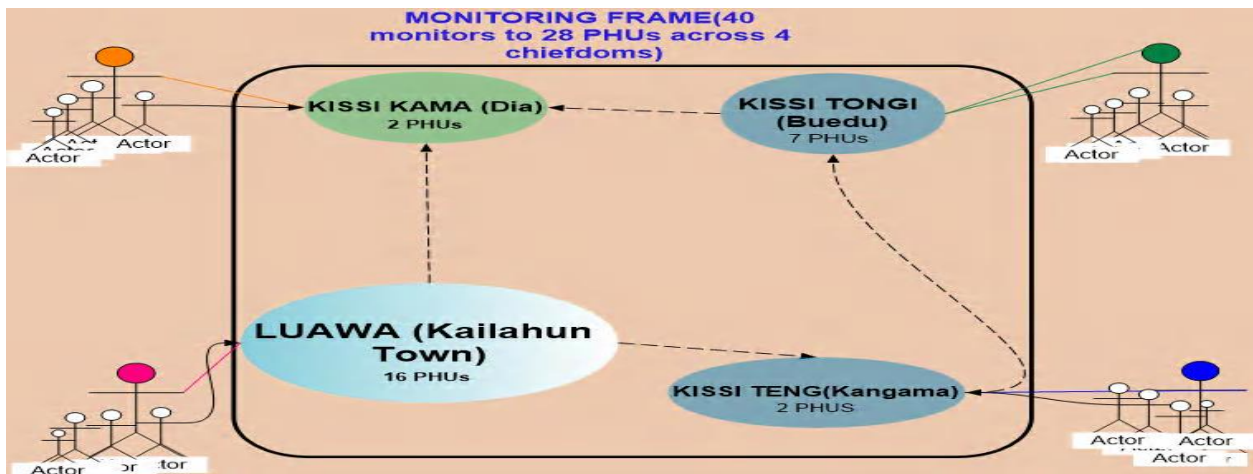 MONITORING FRAME(40
monitors to 28 PHUs across 4
chiefdoms)
KISSI KAMA (Dia)
2 PHUs
KISSI TONGI
(Buedu)
7 PHUs
Actor
Actor
Actor
Actor
LUAWA (Kailahun
Town)
16 PHUs
KISSI TENG(Kangama)
2 PHUS
Actor
Actor
Actor
Actor